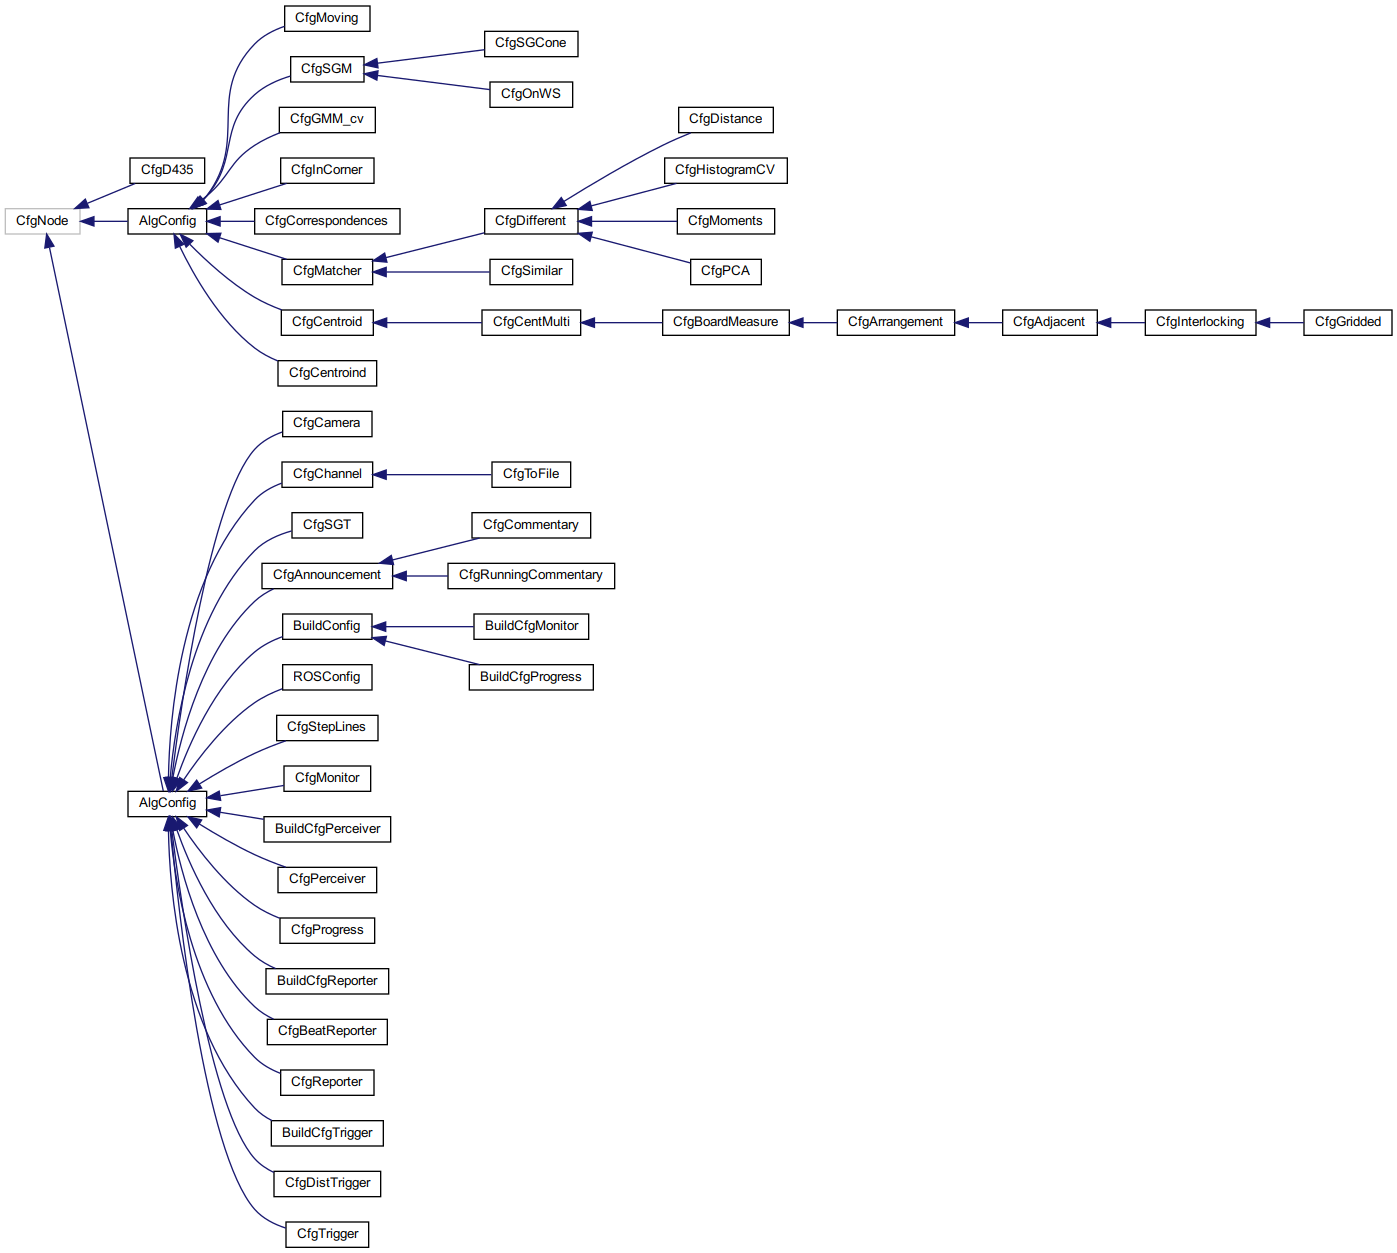 CfgMoving
CfgSGCone
CfgSGM
CfgOnWS
CfgGMM_cv
CfgDistance
CfgD435
CfgInCorner
CfgHistogramCV
CfgNode
AlgConfig
CfgCorrespondences
CfgDifferent
CfgMoments
CfgMatcher
CfgSimilar
CfgPCA
CfgCentroid
CfgCentMulti
CfgBoardMeasure
CfgArrangement
CfgAdjacent
CfgInterlocking
CfgGridded
CfgCentroind
CfgCamera
CfgChannel
CfgToFile
CfgSGT
CfgCommentary
CfgAnnouncement
CfgRunningCommentary
BuildConfig
BuildCfgMonitor
ROSConfig
BuildCfgProgress
CfgStepLines
CfgMonitor
AlgConfig
BuildCfgPerceiver
CfgPerceiver
CfgProgress
BuildCfgReporter
CfgBeatReporter
CfgReporter
BuildCfgTrigger
CfgDistTrigger
CfgTrigger